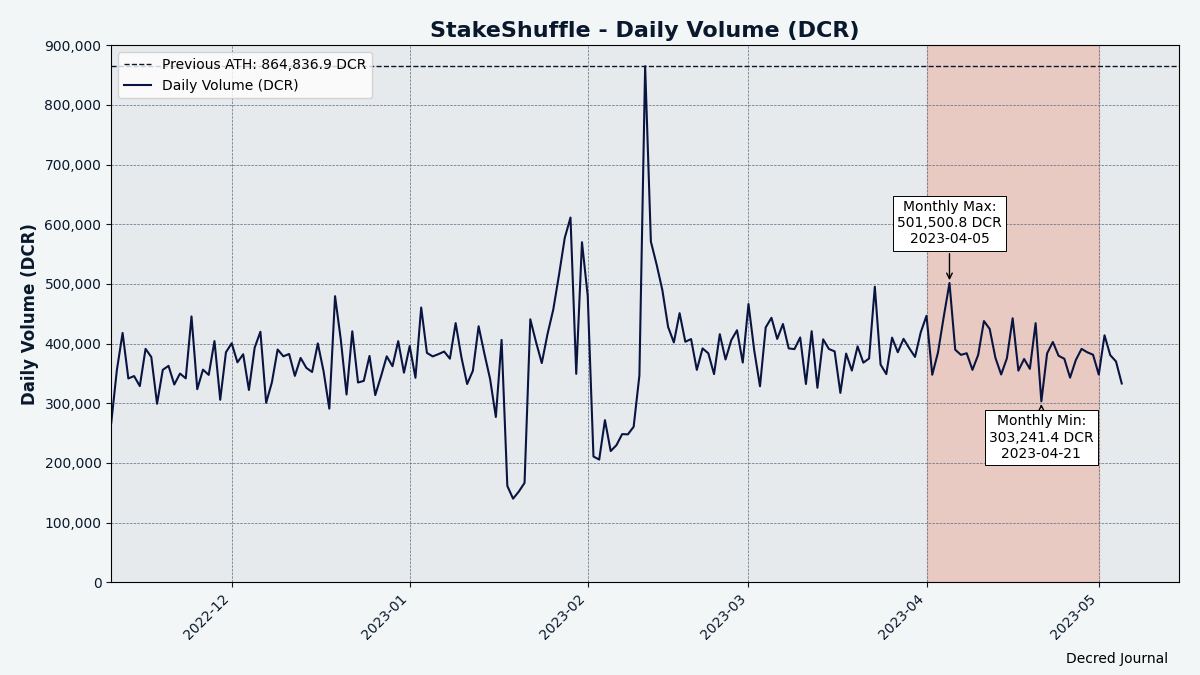 StakeShuffle - Daily Volume (DCR)
Previous ATH: 864,836.9 DCR
Daily Volume (DCR)
Daily Volume (DCR)
900,000
800,000
700,000
600,000
500,000
400,000
300,000
200,000
100,000
0
Monthly Max:
501,500.8 DCR
2023-04-05
Monthly Min:
303,241.4 DCR
2023-04-21
2022-12
2023-01
2023-02
2023-03
2023-04
2023-05
Decred Journal